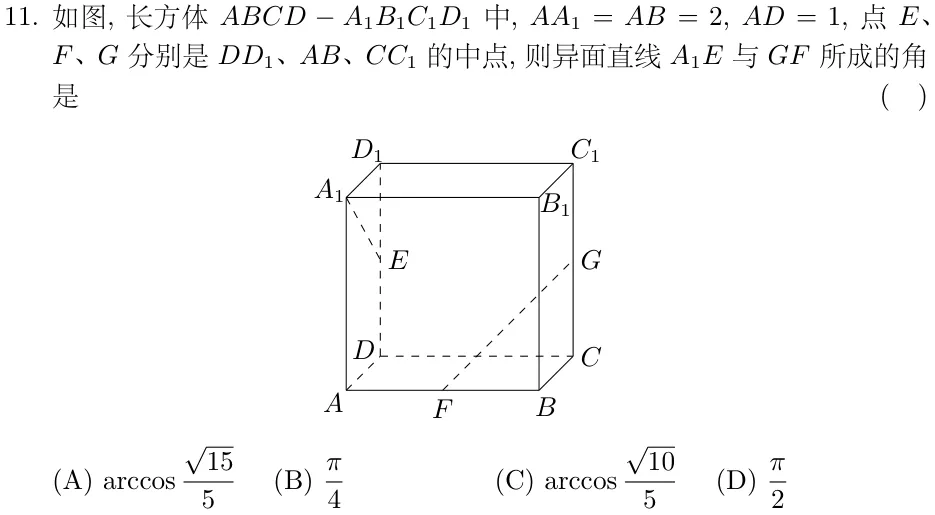 11. 如图, 长方体 ABCD − A₁B₁C₁D₁ 中, AA₁ = AB = 2, AD = 1, 点 E、
F、G 分别是 DD₁、AB、CC₁ 的中点, 则异面直线 A₁E 与 GF 所成的角
是 ( )
D₁ C₁
A₁ B₁
E G
D C
A F B
(A) arccos √15/5 (B) π/4 (C) arccos √10/5 (D) π/2